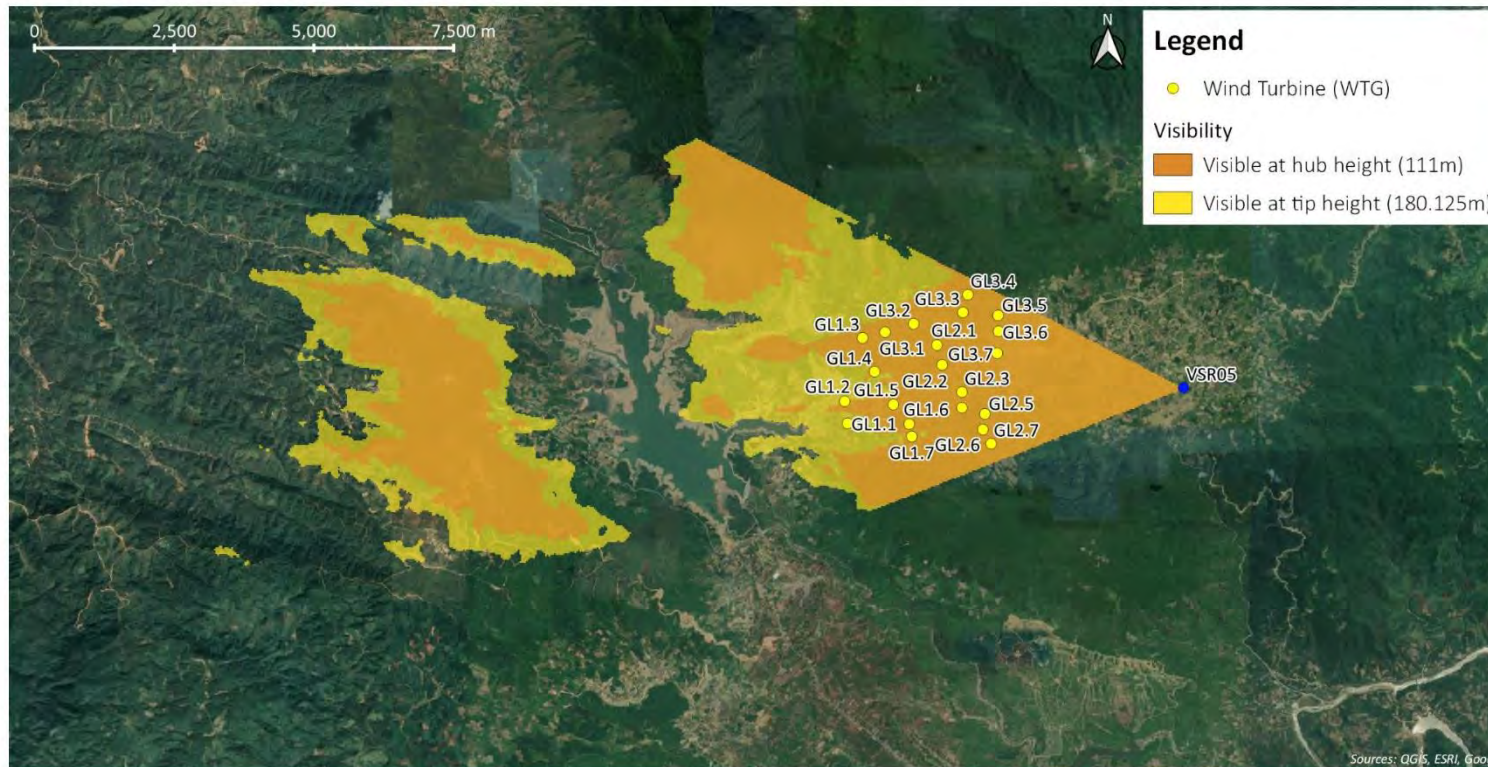 0 2,500 5,000 7,500 m
N
Legend
Wind Turbine (WTG)
Visibility
Visible at hub height (111m)
Visible at tip height (180.125m)
GL3.4
GL3.3
GL3.5
GL3.2
GL1.3
GL2.1
GL3.6
GL3.1
GL3.7
GL1.4
VSR05
GL2.2
GL2.3
GL1.2
GL1.5
GL1.6
GL2.5
GL1.1
GL2.7
GL2.6
GL1.7
Sources: QGIS, ESRI, Goo